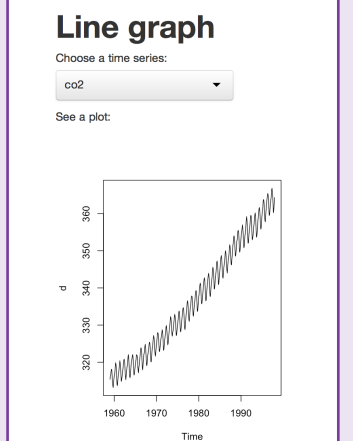 Line graph
Choose a time series:
co2
See a plot:
360
350
340
330
320
d
1960 1970 1980 1990
Time